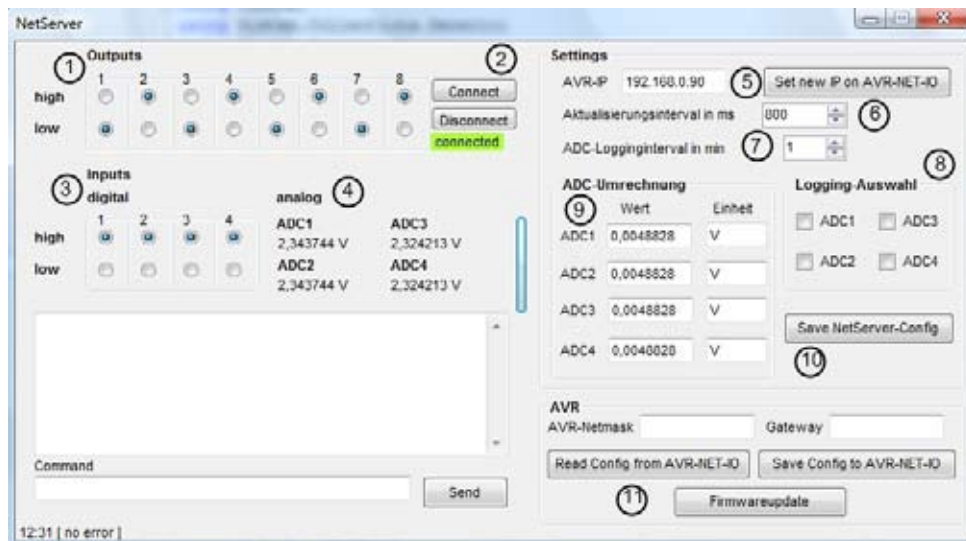 NetServer
Outputs
1
2
1 2 3 4 5 6 7 8
high
Connect
low
Disconnect
connected
Inputs
3
digital
analog
4
1 2 3 4
high
low
ADC1
2,343744 V
ADC3
2,324213 V
ADC2
2,343744 V
ADC4
2,324213 V
Command
Send
12:31 [ no error ]
Settings
AVR-IP 192.168.0.90 5 Set new IP on AVR-NET-IO
Aktualisierungsinterval in ms 800 6
ADC-Logginginterval in min 7 1
8
ADC-Umrechnung
9 Wert Einheit
ADC1 0,0048828 V
ADC2 0,0048828 V
ADC3 0,0048828 V
ADC4 0,0048828 V
Logging-Auswahl
ADC1 ADC3
ADC2 ADC4
Save NetServer-Config
10
AVR
AVR-Netmask Gateway
Read Config from AVR-NET-IO Save Config to AVR-NET-IO
11 Firmwareupdate